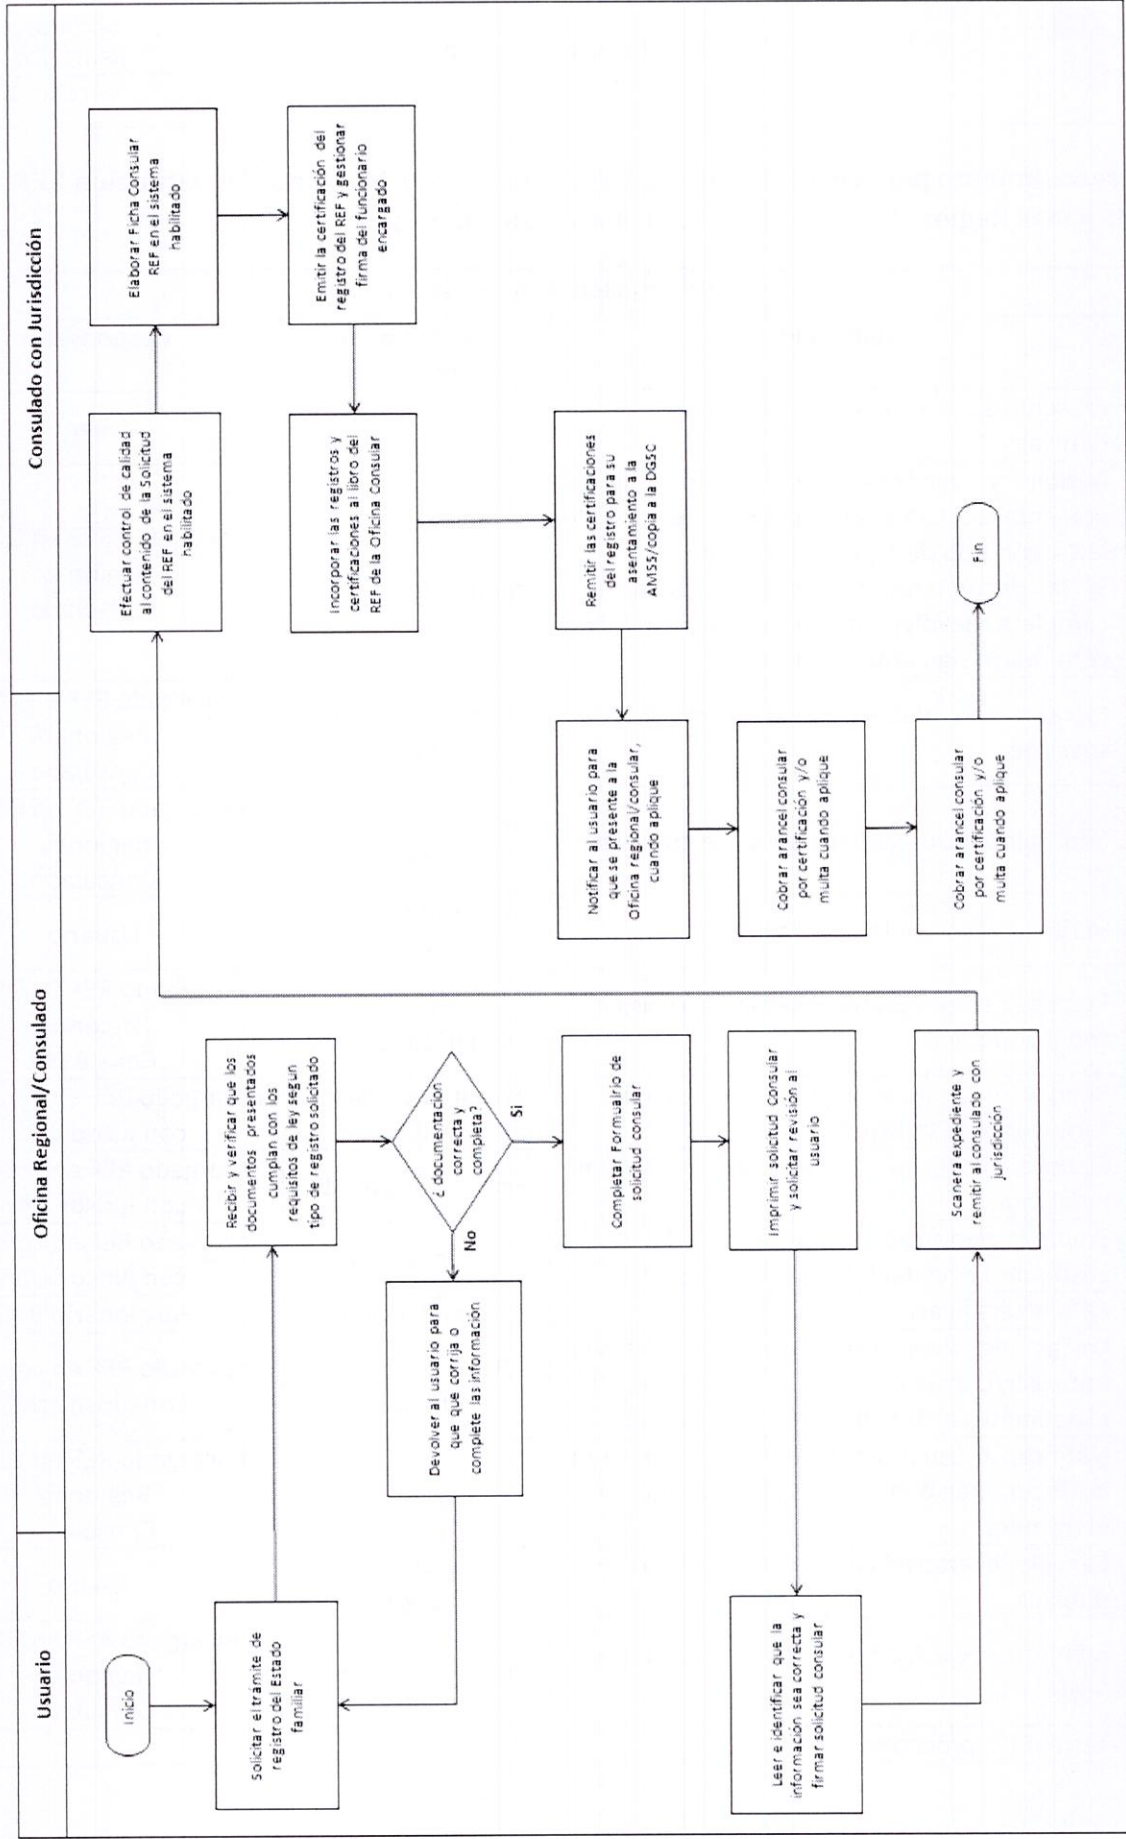 Usuario
Oficina Regional/Consulado
Consulado con Jurisdicción
Inicio
Solicitar el trámite de
registro del Estado
familiar
Recibir y verificar que los
documentos presentados
cumplan con los
requisitos de ley según
tipo de registro solicitado
¿ documentacion
correcta y
completa?
No
Si
Devolver al usuario para
que que corrija o
complete las información
Completar Formualrio de
solicitud consular
Imprimir solicitud Consular
y solicitar revisión al
usuario
Leer e identificar que la
información sea correcta y
firmar solicitud consular
Scanera expediente y
remitir al consulado con
jurisdicción
Efectuar control de calidad
al contenido de la Solicitud
del REF en el sistema
habilitado
Elaborar Ficha Consular
REF en el sistema
habilitado
Emitir la certificación del
registro del REF y gestionar
firma del funcionario
encargado
Incorporar las registros y
certificaciones al libro del
REF de la Oficina Consular
Remitir las certificaciones
del registro para su
asentamiento a la
AMSS/copia a la DGSC
Notificar al usuario para
que se presente a la
Oficina regional/consular,
cuando aplique
Cobrar arancel consular
por certificación y/o
multa cuando aplique
Cobrar arancel consular
por certificación y/o
multa cuando aplique
Fin